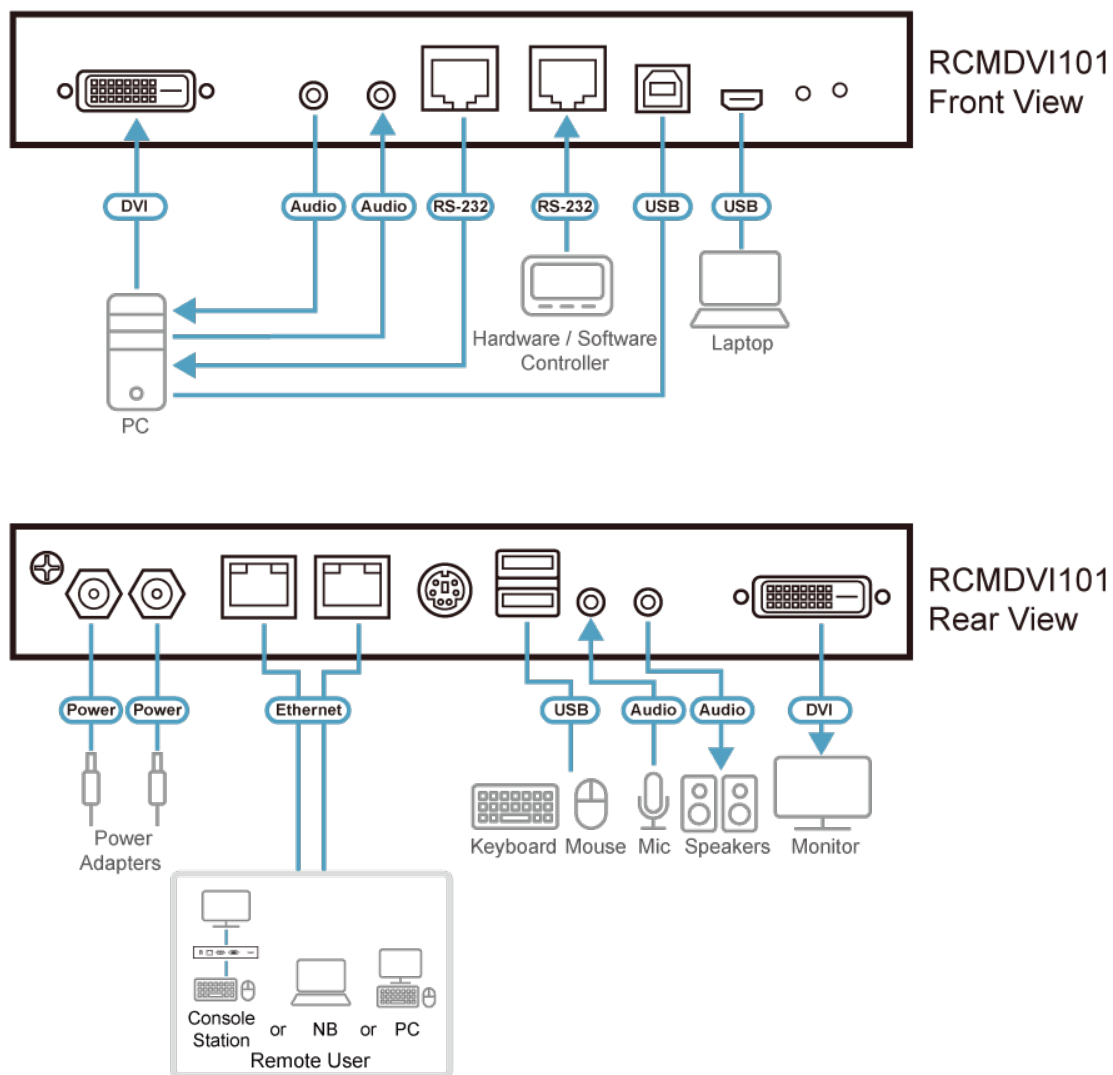 RCMDVI101
Front View
DVI
Audio
Audio
RS-232
RS-232
USB
USB
Hardware / Software
Controller
Laptop
PC
RCMDVI101
Rear View
Power
Power
Ethernet
USB
Audio
Audio
DVI
Power
Adapters
Keyboard
Mouse
Mic
Speakers
Monitor
Console
Station
or
NB
or
PC
Remote User